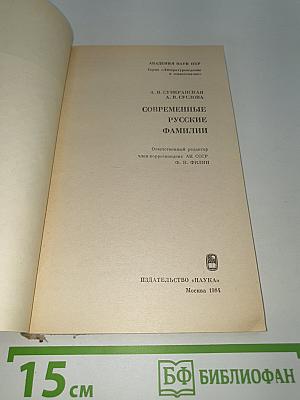 АКАДЕМИЯ НАУК СССР
Серия «Литературоведение
и языкознание»
А. В. СУПЕРАНСКАЯ
А. В. СУСЛОВА
СОВРЕМЕННЫЕ
РУССКИЕ
ФАМИЛИИ
Ответственный редактор
член-корреспондент АН СССР
Ф. П. ФИЛИН
ИЗДАТЕЛЬСТВО «НАУКА»
Москва 1984
15 см
БФ БИБЛИОФАН